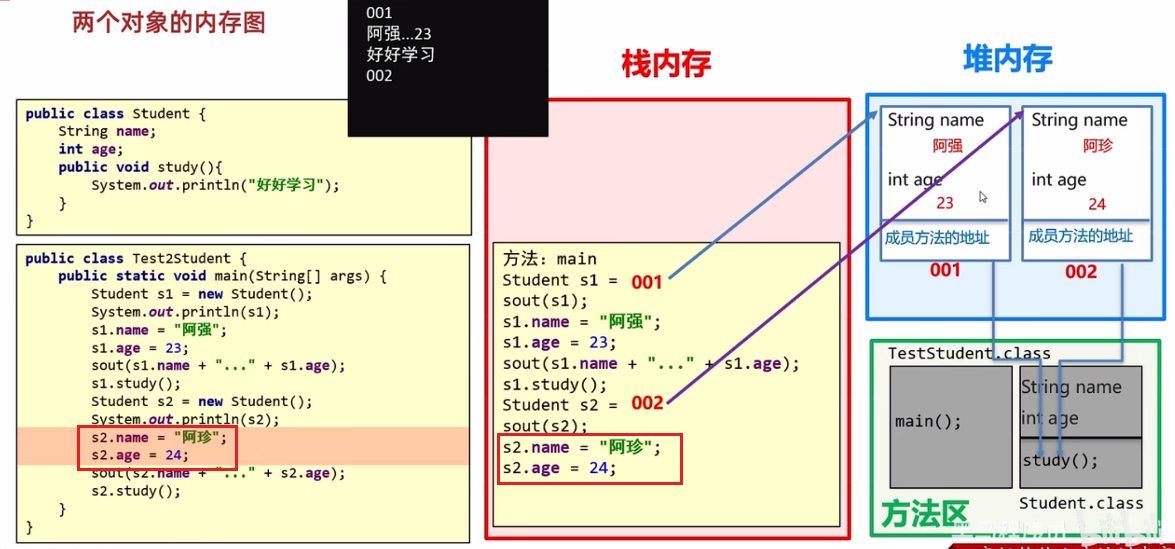 两个对象的内存图
001
阿强...23
好好学习
002
栈内存
堆内存
public class Student {
String name;
int age;
public void study(){
System.out.println("好好学习");
}
}
public class Test2Student {
public static void main(String[] args) {
Student s1 = new Student();
System.out.println(s1);
s1.name = "阿强";
s1.age = 23;
sout(s1.name + "..." + s1.age);
s1.study();
Student s2 = new Student();
System.out.println(s2);
s2.name = "阿珍";
s2.age = 24;
sout(s2.name + "..." + s2.age);
s2.study();
}
}
方法：main
Student s1 = 001
sout(s1);
s1.name = "阿强";
s1.age = 23;
sout(s1.name + "..." + s1.age);
s1.study();
Student s2 = 002
sout(s2);
s2.name = "阿珍";
s2.age = 24;
String name
阿强
int age
23
成员方法的地址
001
String name
阿珍
int age
24
成员方法的地址
002
TestStudent.class
main();
String name
int age
study();
Student.class
方法区